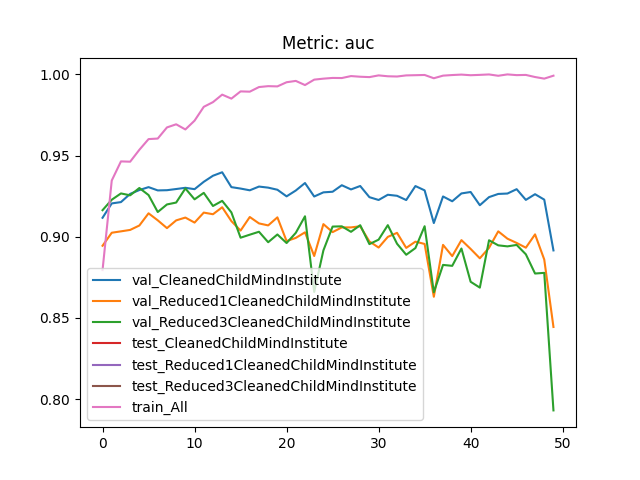 Metric: auc
1.00
0.95
0.90
0.85
0.80
val_CleanedChildMindInstitute
val_Reduced1CleanedChildMindInstitute
val_Reduced3CleanedChildMindInstitute
test_CleanedChildMindInstitute
test_Reduced1CleanedChildMindInstitute
test_Reduced3CleanedChildMindInstitute
train_All
0 10 20 30 40 50